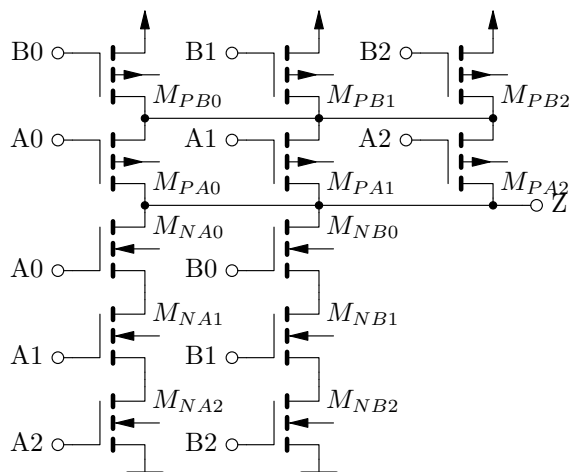 B0 B1 B2
M_{PB0} M_{PB1} M_{PB2}
A0 A1 A2
M_{PA0} M_{PA1} M_{PA2}
Z
M_{NA0} M_{NB0}
A0 B0
M_{NA1} M_{NB1}
A1 B1
M_{NA2} M_{NB2}
A2 B2